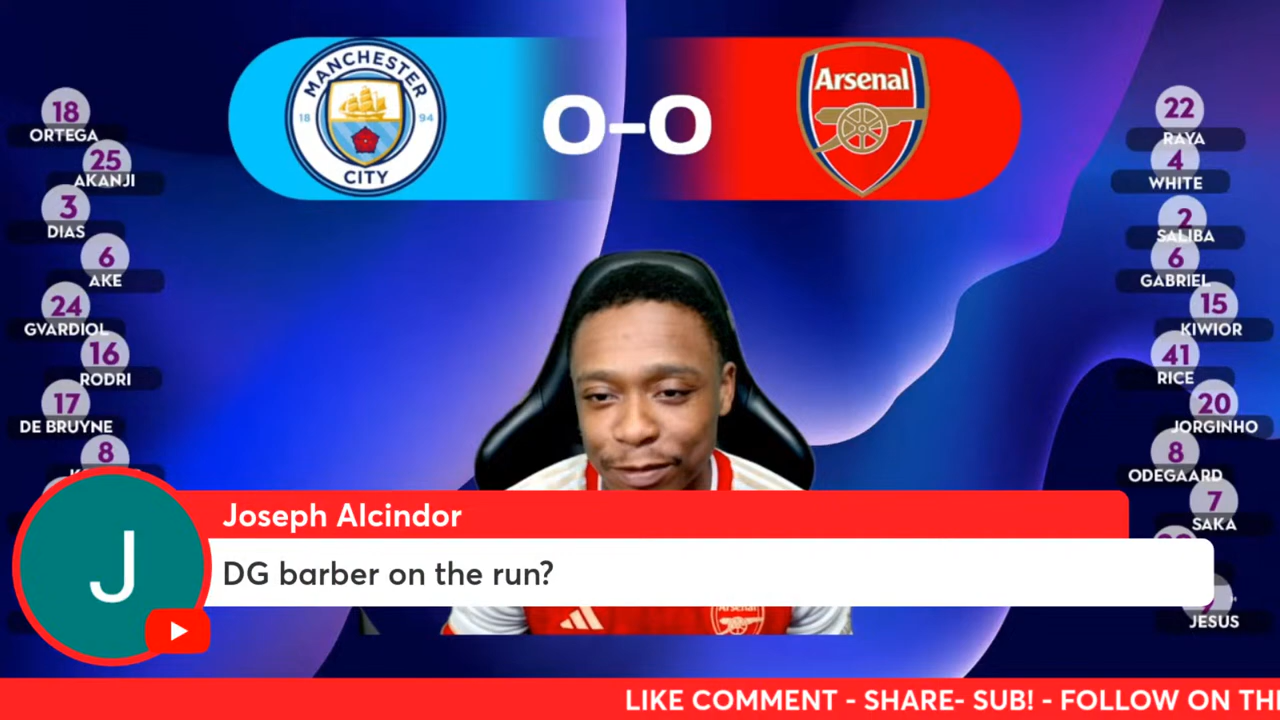 MANCHESTER
18 94
CITY
0-0
Arsenal
18
ORTEGA
25
AKANJI
3
DIAS
6
AKE
24
GVARDIOL
16
RODRI
17
DE BRUYNE
8
22
RAYA
4
WHITE
2
SALIBA
6
GABRIEL
15
KIWIOR
41
RICE
20
JORGINHO
8
ODEGAARD
7
SAKA
JESUS
J
Joseph Alcindor
DG barber on the run?
Arsenal
LIKE COMMENT - SHARE- SUB! - FOLLOW ON